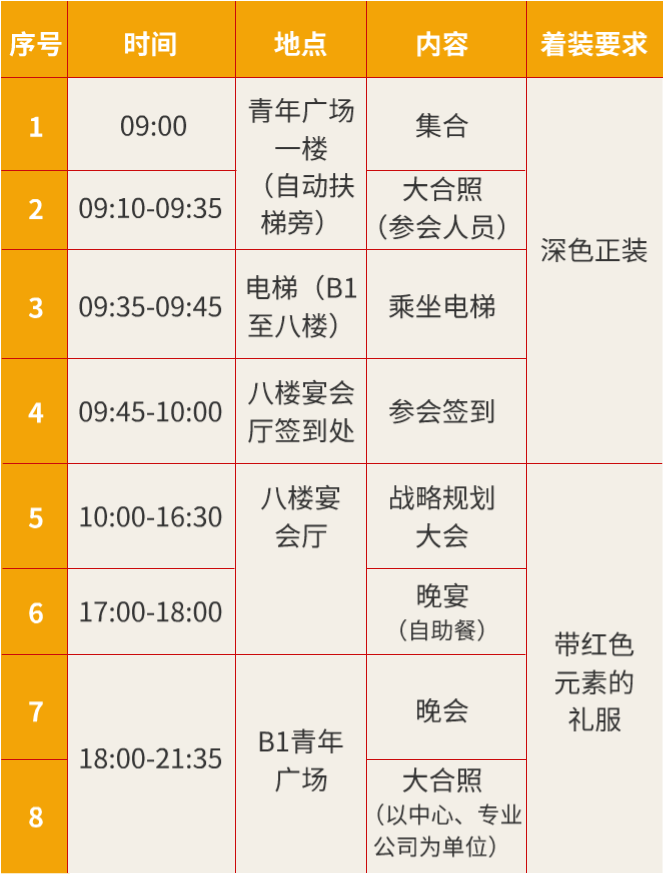 序号 时间 地点 内容 着装要求
1 09:00 青年广场
一楼
（自动扶
梯旁） 集合 深色正装
2 09:10-09:35 大合照
（参会人员）
3 09:35-09:45 电梯（B1
至八楼） 乘坐电梯
4 09:45-10:00 八楼宴会
厅签到处 参会签到
5 10:00-16:30 八楼宴
会厅 战略规划
大会 带红色
元素的
礼服
6 17:00-18:00 晚宴
（自助餐）
7 18:00-21:35 B1青年
广场 晚会
8 大合照
（以中心、专业
公司为单位）